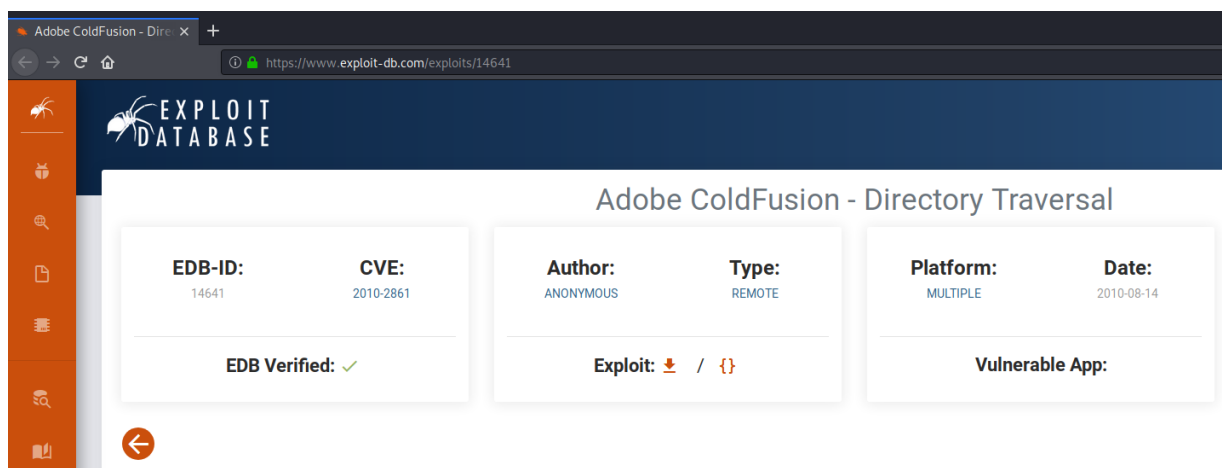 Adobe ColdFusion - Dire
https://www.exploit-db.com/exploits/14641
EXPLOIT
DATABASE
Adobe ColdFusion - Directory Traversal
EDB-ID: CVE: Author: Type: Platform: Date:
14641 2010-2861 ANONYMOUS REMOTE MULTIPLE 2010-08-14
EDB Verified: Exploit: / {} Vulnerable App: